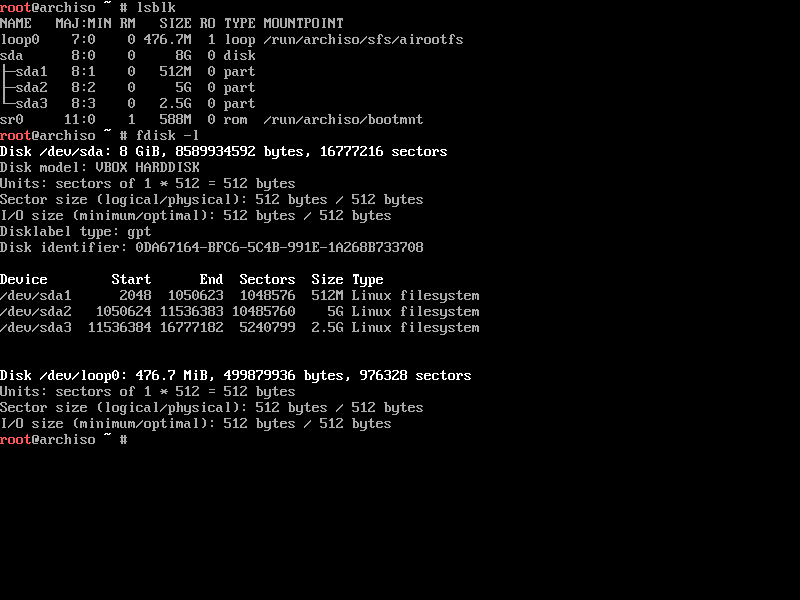 root@archiso ~ # lsblk
NAME   MAJ:MIN RM   SIZE RO TYPE MOUNTPOINT
loop0    7:0    0 476.7M  1 loop /run/archiso/sfs/airootfs
sda      8:0    0     8G  0 disk
├─sda1   8:1    0   512M  0 part
├─sda2   8:2    0     5G  0 part
└─sda3   8:3    0   2.5G  0 part
sr0     11:0    1   588M  0 rom  /run/archiso/bootmnt
root@archiso ~ # fdisk -l
Disk /dev/sda: 8 GiB, 8589934592 bytes, 16777216 sectors
Disk model: VBOX HARDDISK
Units: sectors of 1 * 512 = 512 bytes
Sector size (logical/physical): 512 bytes / 512 bytes
I/O size (minimum/optimal): 512 bytes / 512 bytes
Disklabel type: gpt
Disk identifier: 0DA67164-BFC6-5C4B-991E-1A268B733708
Device        Start      End  Sectors  Size Type
/dev/sda1      2048  1050623  1048576  512M Linux filesystem
/dev/sda2   1050624 11536383 10485760    5G Linux filesystem
/dev/sda3  11536384 16777182  5240799  2.5G Linux filesystem
Disk /dev/loop0: 476.7 MiB, 499879936 bytes, 976328 sectors
Units: sectors of 1 * 512 = 512 bytes
Sector size (logical/physical): 512 bytes / 512 bytes
I/O size (minimum/optimal): 512 bytes / 512 bytes
root@archiso ~ #